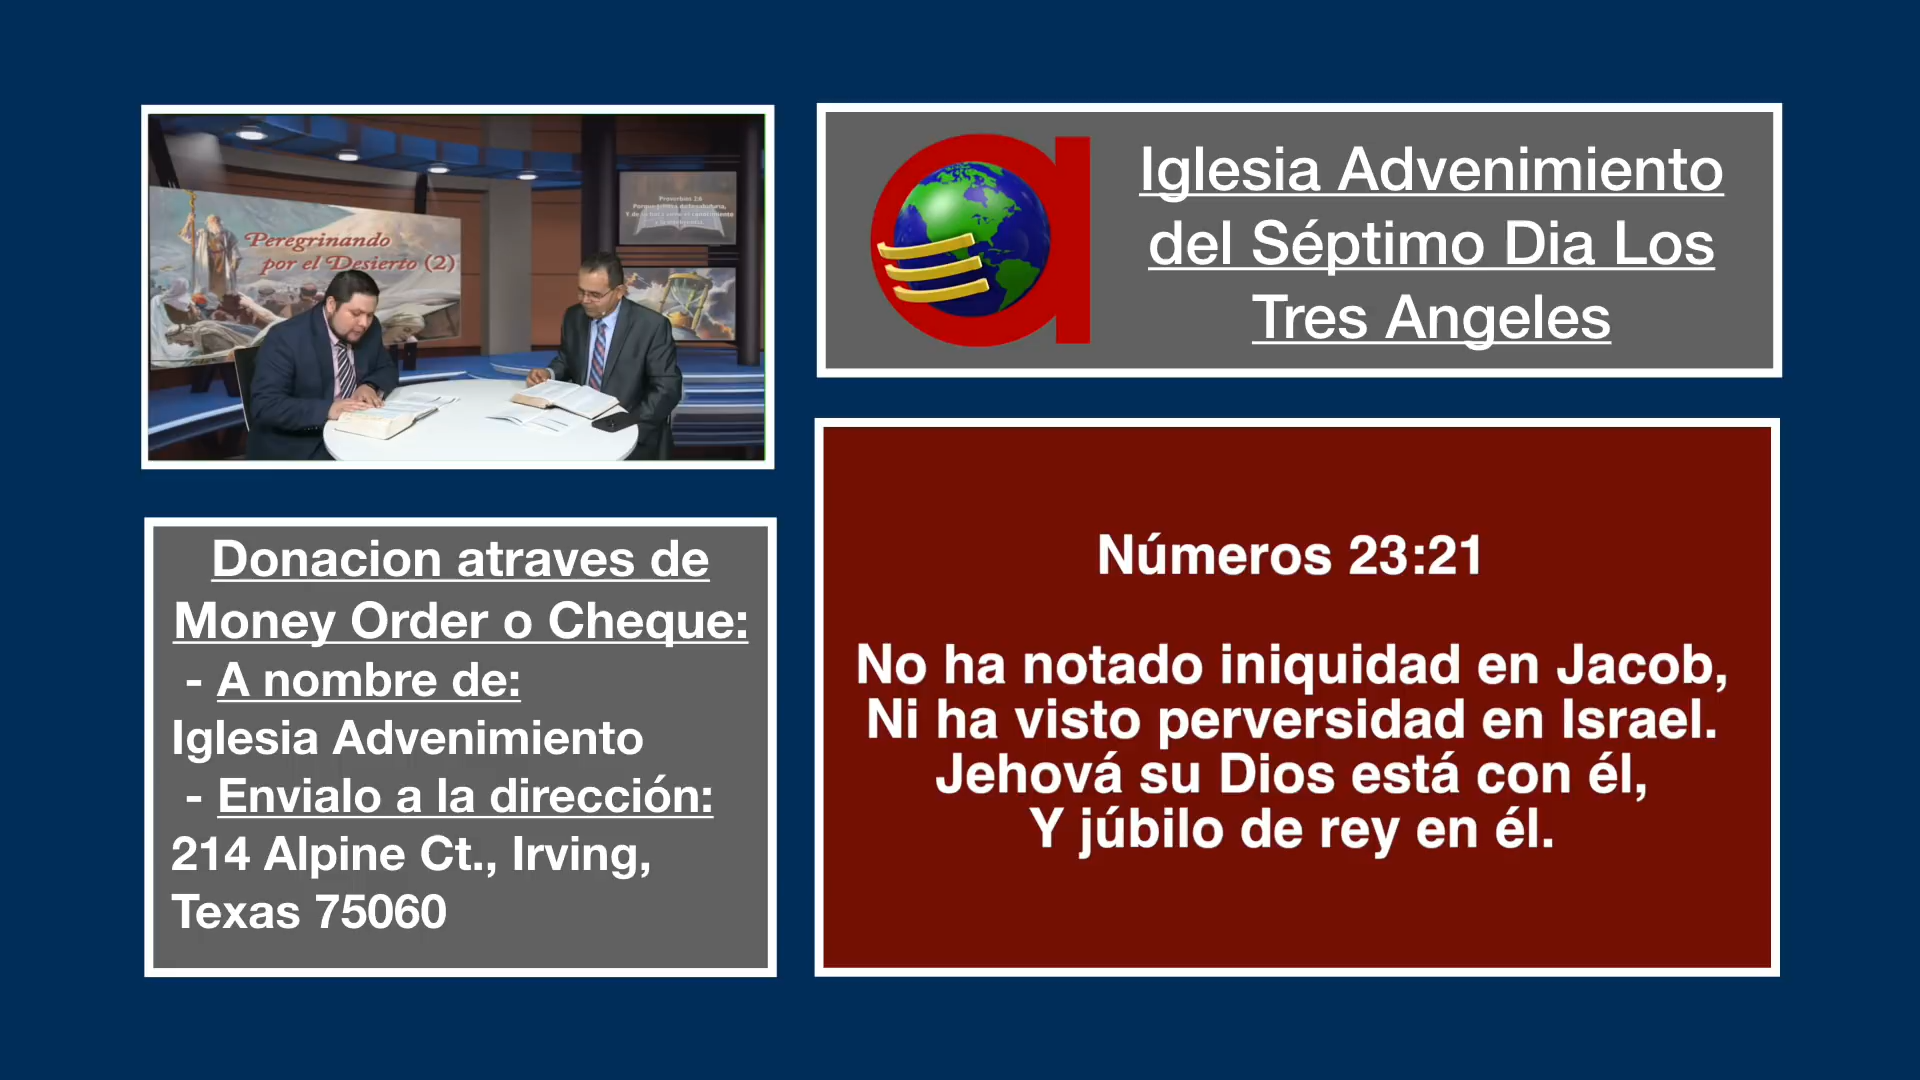 Peregrinando
por el Desierto (2)
Proverbios 2:6
Iglesia Advenimiento
del Séptimo Dia Los
Tres Angeles
Donacion atraves de
Money Order o Cheque:
- A nombre de:
Iglesia Advenimiento
- Envialo a la dirección:
214 Alpine Ct., Irving,
Texas 75060
Números 23:21
No ha notado iniquidad en Jacob,
Ni ha visto perversidad en Israel.
Jehová su Dios está con él,
Y júbilo de rey en él.